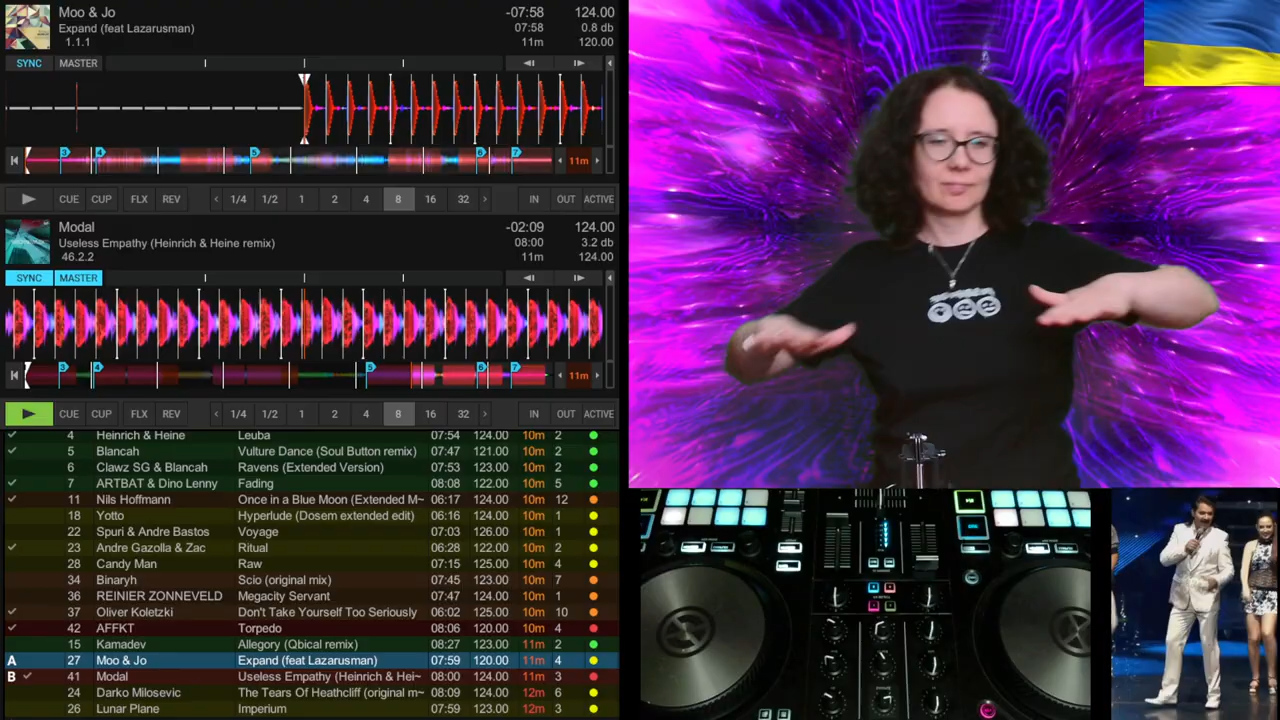 Moo & Jo -07:58 124.00
Expand (feat Lazarusman) 07:58 0.8 db
1.1.1 11m 120.00
SYNC MASTER
3 4 5 6 7 11m
CUE CUP FLX REV 1/4 1/2 1 2 4 8 16 32 IN OUT ACTIVE
Modal -02:09 124.00
Useless Empathy (Heinrich & Heine remix) 08:00 3.2 db
46.2.2 11m 124.00
SYNC MASTER
3 4 5 6 7 11m
CUE CUP FLX REV 1/4 1/2 1 2 4 8 16 32 IN OUT ACTIVE
4 Heinrich & Heine Leuba 07:54 124.00 10m 2
5 Blancah Vulture Dance (Soul Button remix) 07:47 121.00 10m 2
6 Clawz SG & Blancah Ravens (Extended Version) 07:53 123.00 10m 2
7 ARTBAT & Dino Lenny Fading 08:08 122.00 10m 5
11 Nils Hoffmann Once in a Blue Moon (Extended M~ 06:17 124.00 10m 12
18 Yotto Hyperlude (Dosem extended edit) 06:16 124.00 10m 1
22 Spuri & Andre Bastos Voyage 07:03 126.00 10m 1
23 Andre Gazolla & Zac Ritual 06:28 122.00 10m 2
28 Candy Man Raw 07:15 125.00 10m 4
34 Binaryh Scio (original mix) 07:45 123.00 10m 7
36 REINIER ZONNEVELD Megacity Servant 07:47 124.00 10m 1
37 Oliver Koletzki Don't Take Yourself Too Seriously 06:02 125.00 10m 10
42 AFFKT Torpedo 08:06 120.00 10m 4
15 Kamadev Allegory (Qbical remix) 08:27 123.00 11m 2
A 27 Moo & Jo Expand (feat Lazarusman) 07:59 120.00 11m 4
B 41 Modal Useless Empathy (Heinrich & Hei~ 08:00 124.00 11m 3
24 Darko Milosevic The Tears Of Heathcliff (original m~ 08:09 124.00 12m 6
26 Lunar Plane Imperium 07:59 123.00 12m 3